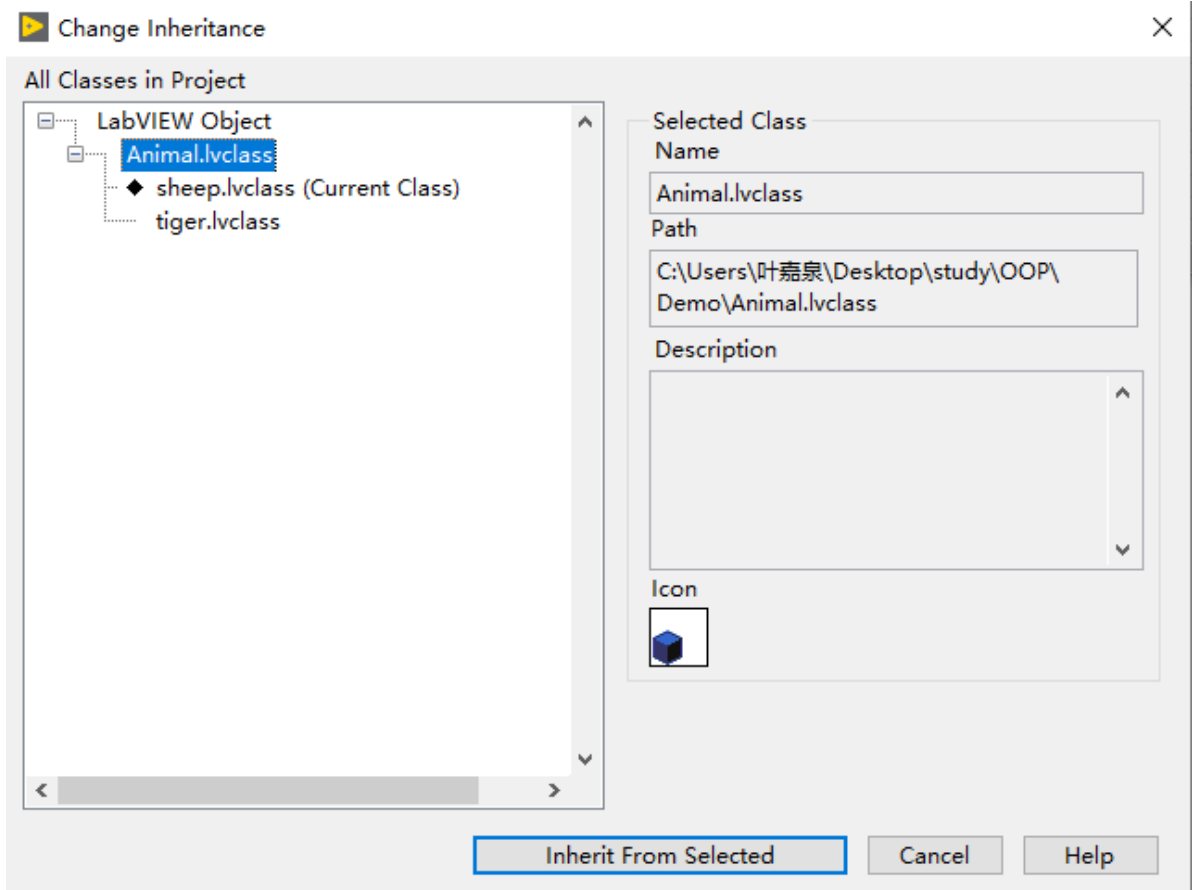 Change Inheritance
All Classes in Project
LabVIEW Object
Animal.lvclass
sheep.lvclass (Current Class)
tiger.lvclass
Selected Class
Name
Animal.lvclass
Path
C:\Users\叶嘉泉\Desktop\study\OOP\
Demo\Animal.lvclass
Description
Icon
Inherit From Selected
Cancel
Help